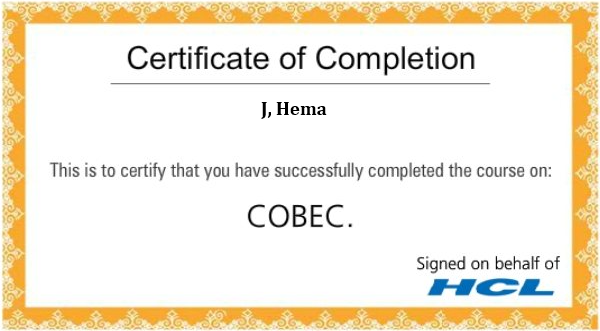 Certificate of Completion
J, Hema
This is to certify that you have successfully completed the course on:
COBEC.
Signed on behalf of
HCL